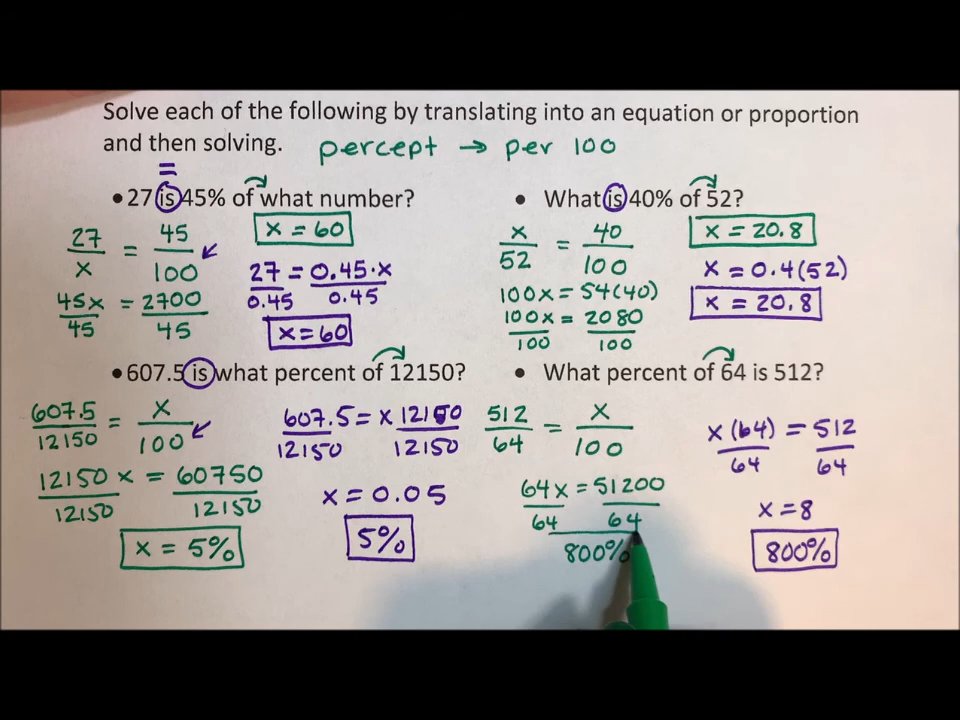 Solve each of the following by translating into an equation or proportion
and then solving. percept → per 100
=
• 27 is 45% of what number?
27/x = 45/100
x = 60
45x/45 = 2700/45
27/0.45 = 0.45·x/0.45
x = 60
• What is 40% of 52?
x/52 = 40/100
x = 20.8
100x = 54(40)
100x/100 = 2080/100
x = 0.4(52)
x = 20.8
• 607.5 is what percent of 12150?
607.5/12150 = x/100
12150x/12150 = 60750/12150
x = 5%
607.5/12150 = x 12150/12150
x = 0.05
5%
• What percent of 64 is 512?
512/64 = x/100
64x/64 = 51200/64
800%
x(64)/64 = 512/64
x = 8
800%